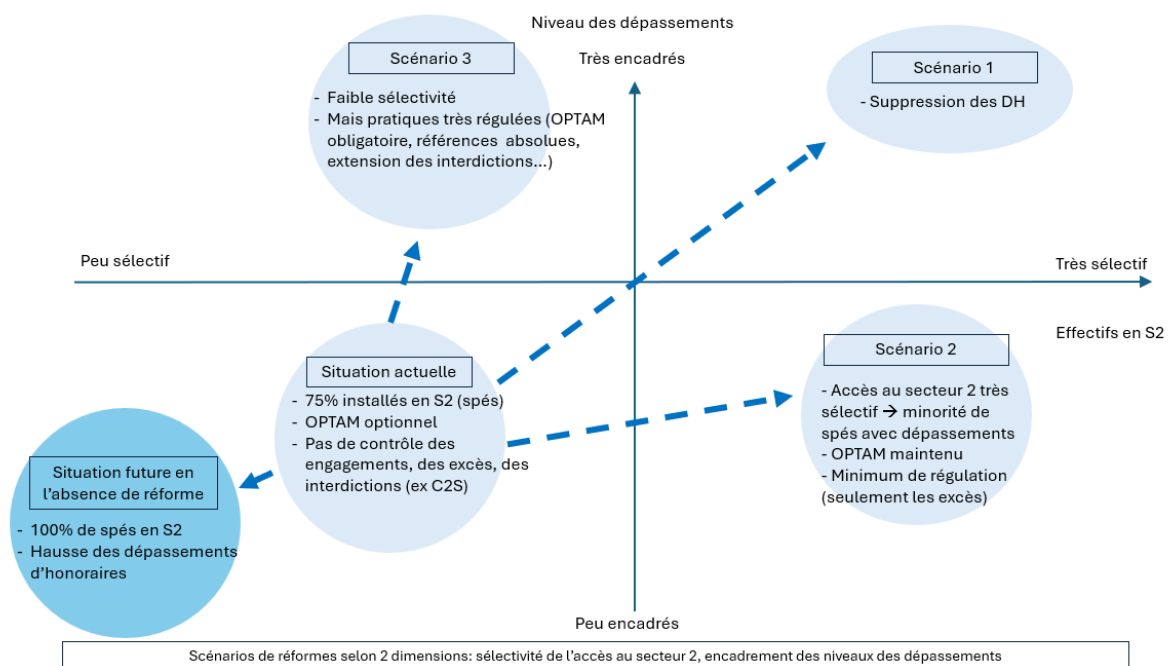 Niveau des dépassements
Très encadrés
Scénario 3
- Faible sélectivité
- Mais pratiques très régulées (OPTAM
obligatoire, références absolues,
extension des interdictions...)
Scénario 1
- Suppression des DH
Peu sélectif
Très sélectif
Effectifs en S2
Situation actuelle
- 75% installés en S2 (spés)
- OPTAM optionnel
- Pas de contrôle des
engagements, des excès, des
interdictions (ex C2S)
Scénario 2
- Accès au secteur 2 très
sélectif → minorité de
spés avec dépassements
- OPTAM maintenu
- Minimum de régulation
(seulement les excès)
Situation future en
l'absence de réforme
- 100% de spés en S2
- Hausse des dépassements
d'honoraires
Peu encadrés
Scénarios de réformes selon 2 dimensions: sélectivité de l'accès au secteur 2, encadrement des niveaux des dépassements